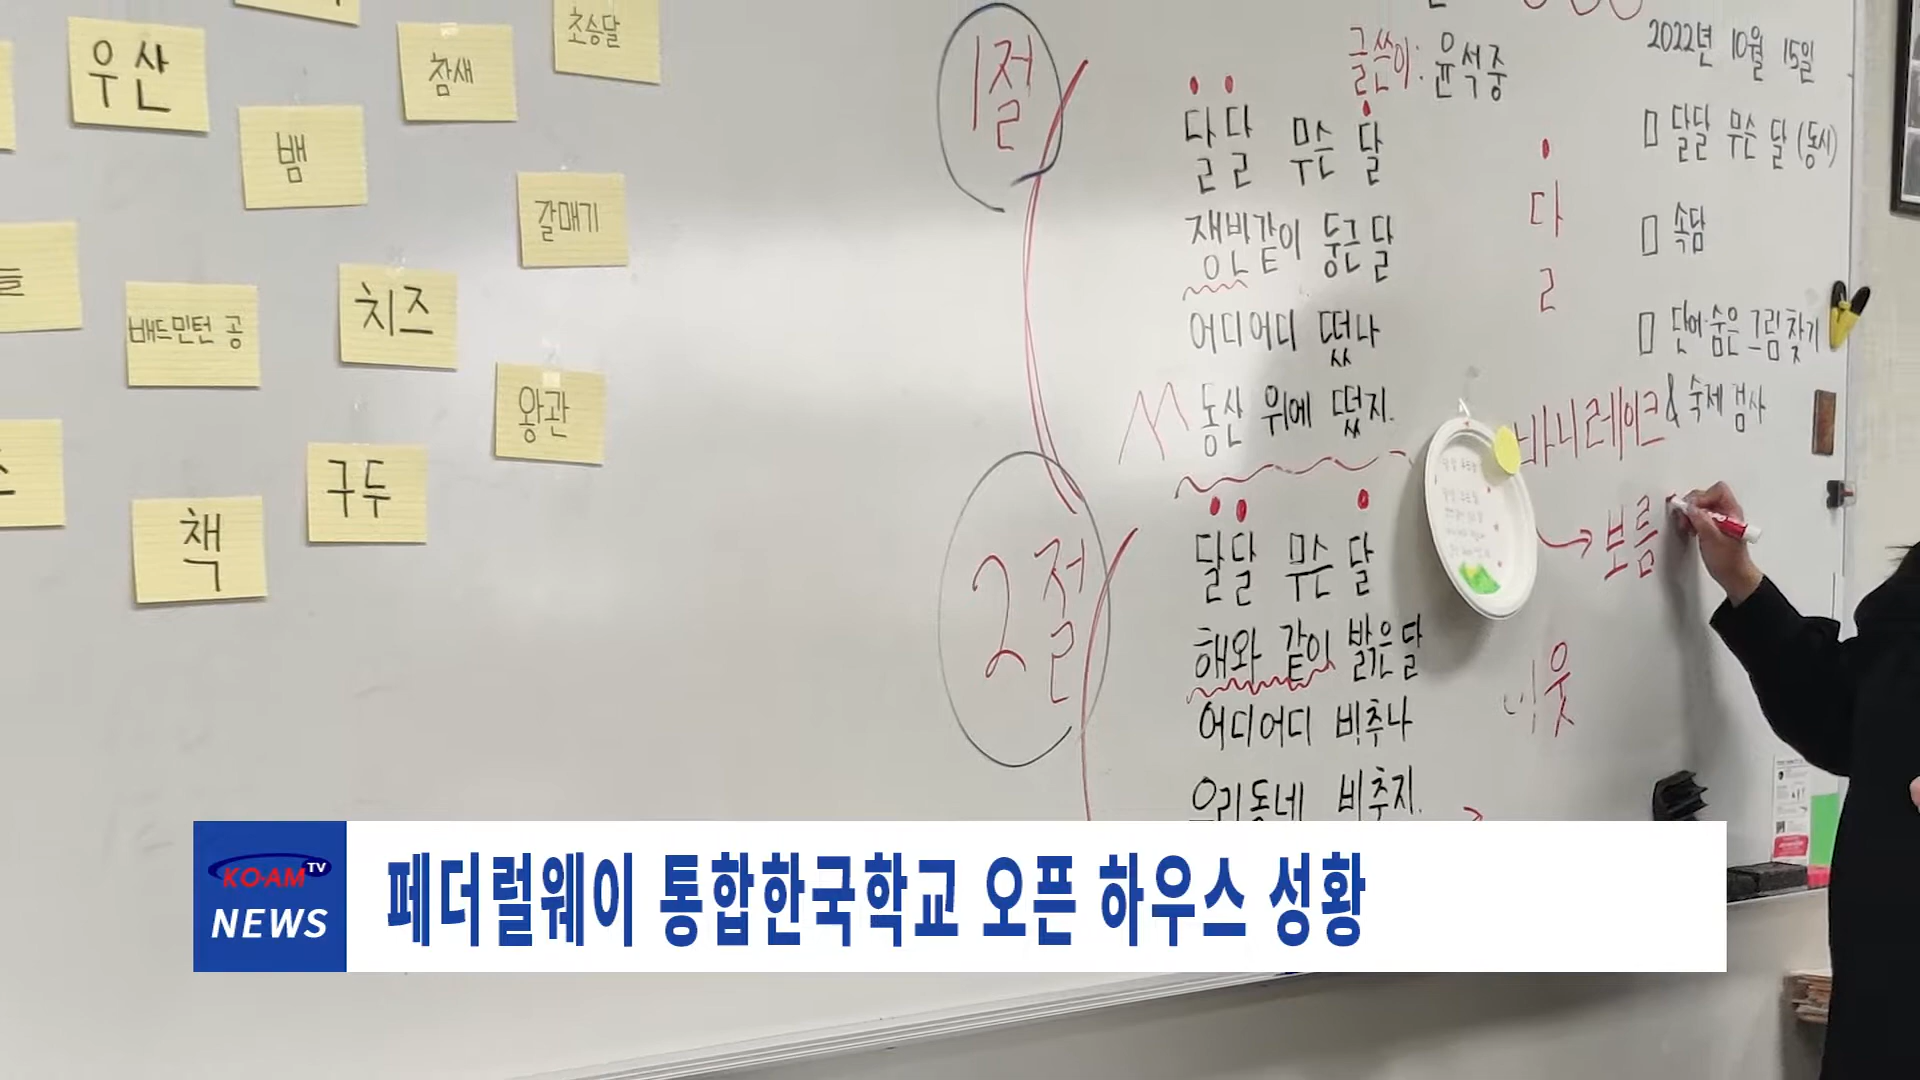 초승달
우산
참새
뱀
갈매기
치즈
배드민턴 공
왕관
구두
책
1절
글쓴이: 윤석중
달달 무슨 달
쟁반같이 둥근 달
어디어디 떴나
동산 위에 떴지.
2절
달달 무슨 달
해와 같이 밝은 달
어디어디 비추나
우리동네 비추지.
다
ㄹ
2022년 10월 15일
□ 달달 무슨 달 (동시)
□ 속담
□ 단어·숨은 그림 찾기
& 숙제 검사
바니레이크
→ 보름
KO-AM TV
NEWS
페더럴웨이 통합한국학교 오픈 하우스 성황